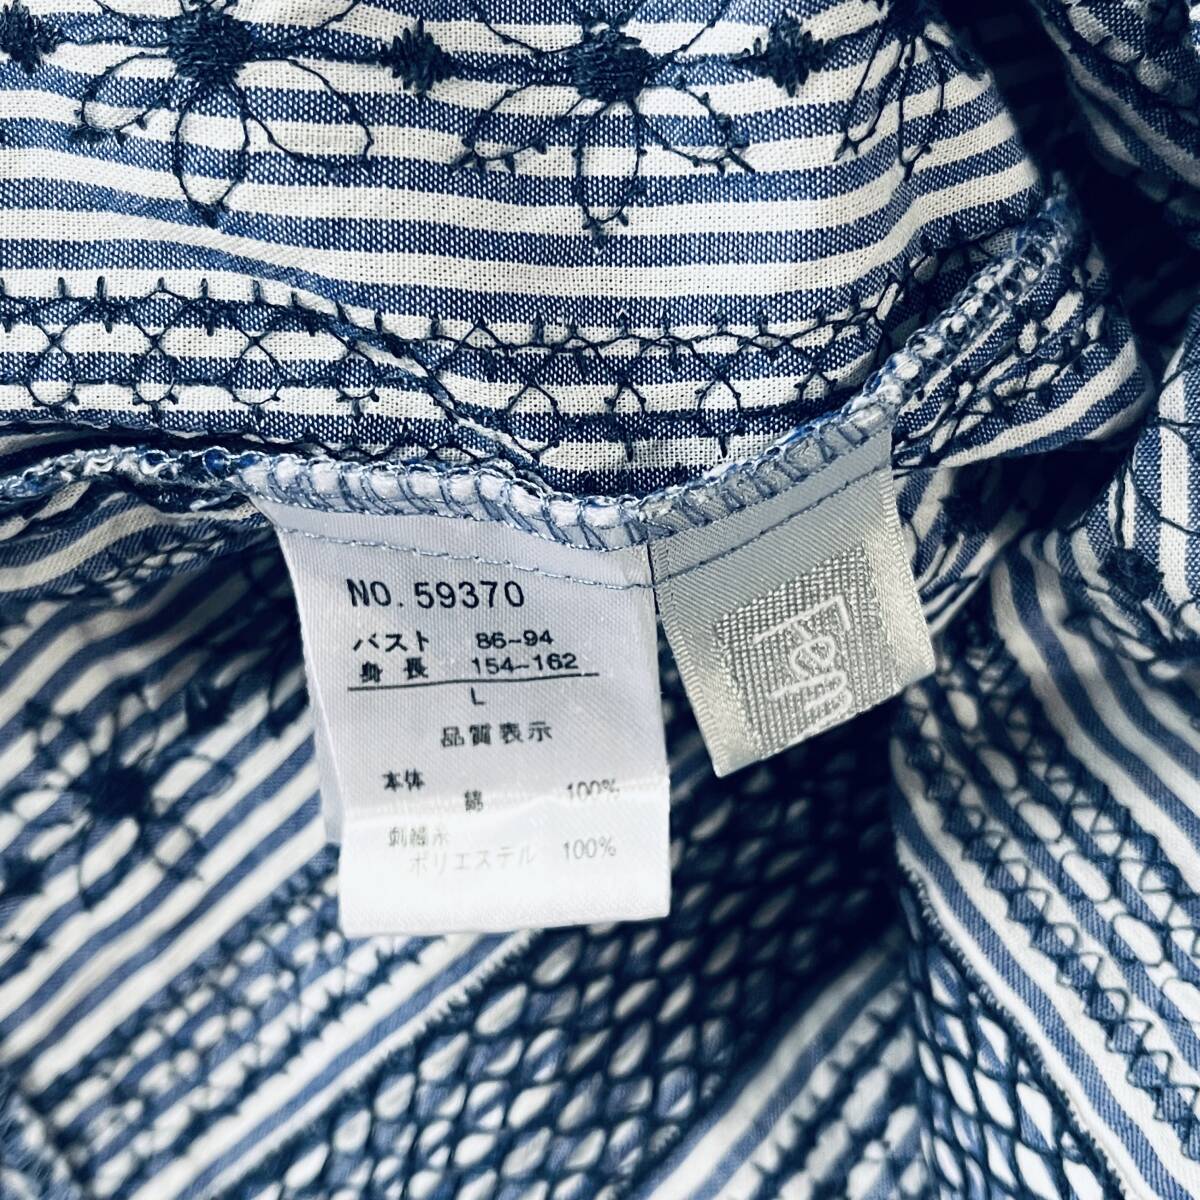 NO. 59370
バスト 86-94
身長 154-162
L
品質表示
本体
綿 100%
刺繍糸
ポリエステル 100%